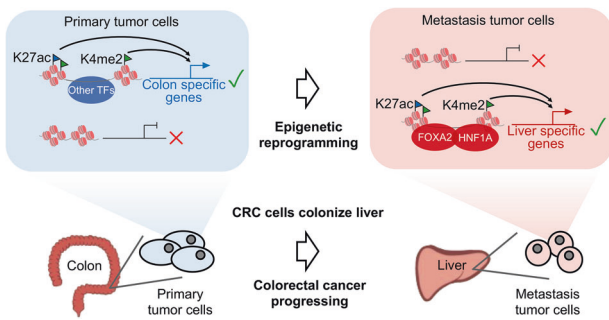 Primary tumor cells
K27ac
K4me2
Other TFs
Colon specific
genes
Epigenetic
reprogramming
Metastasis tumor cells
K27ac
K4me2
FOXA2
HNF1A
Liver specific
genes
CRC cells colonize liver
Colorectal cancer
progressing
Colon
Primary
tumor cells
Liver
Metastasis
tumor cells